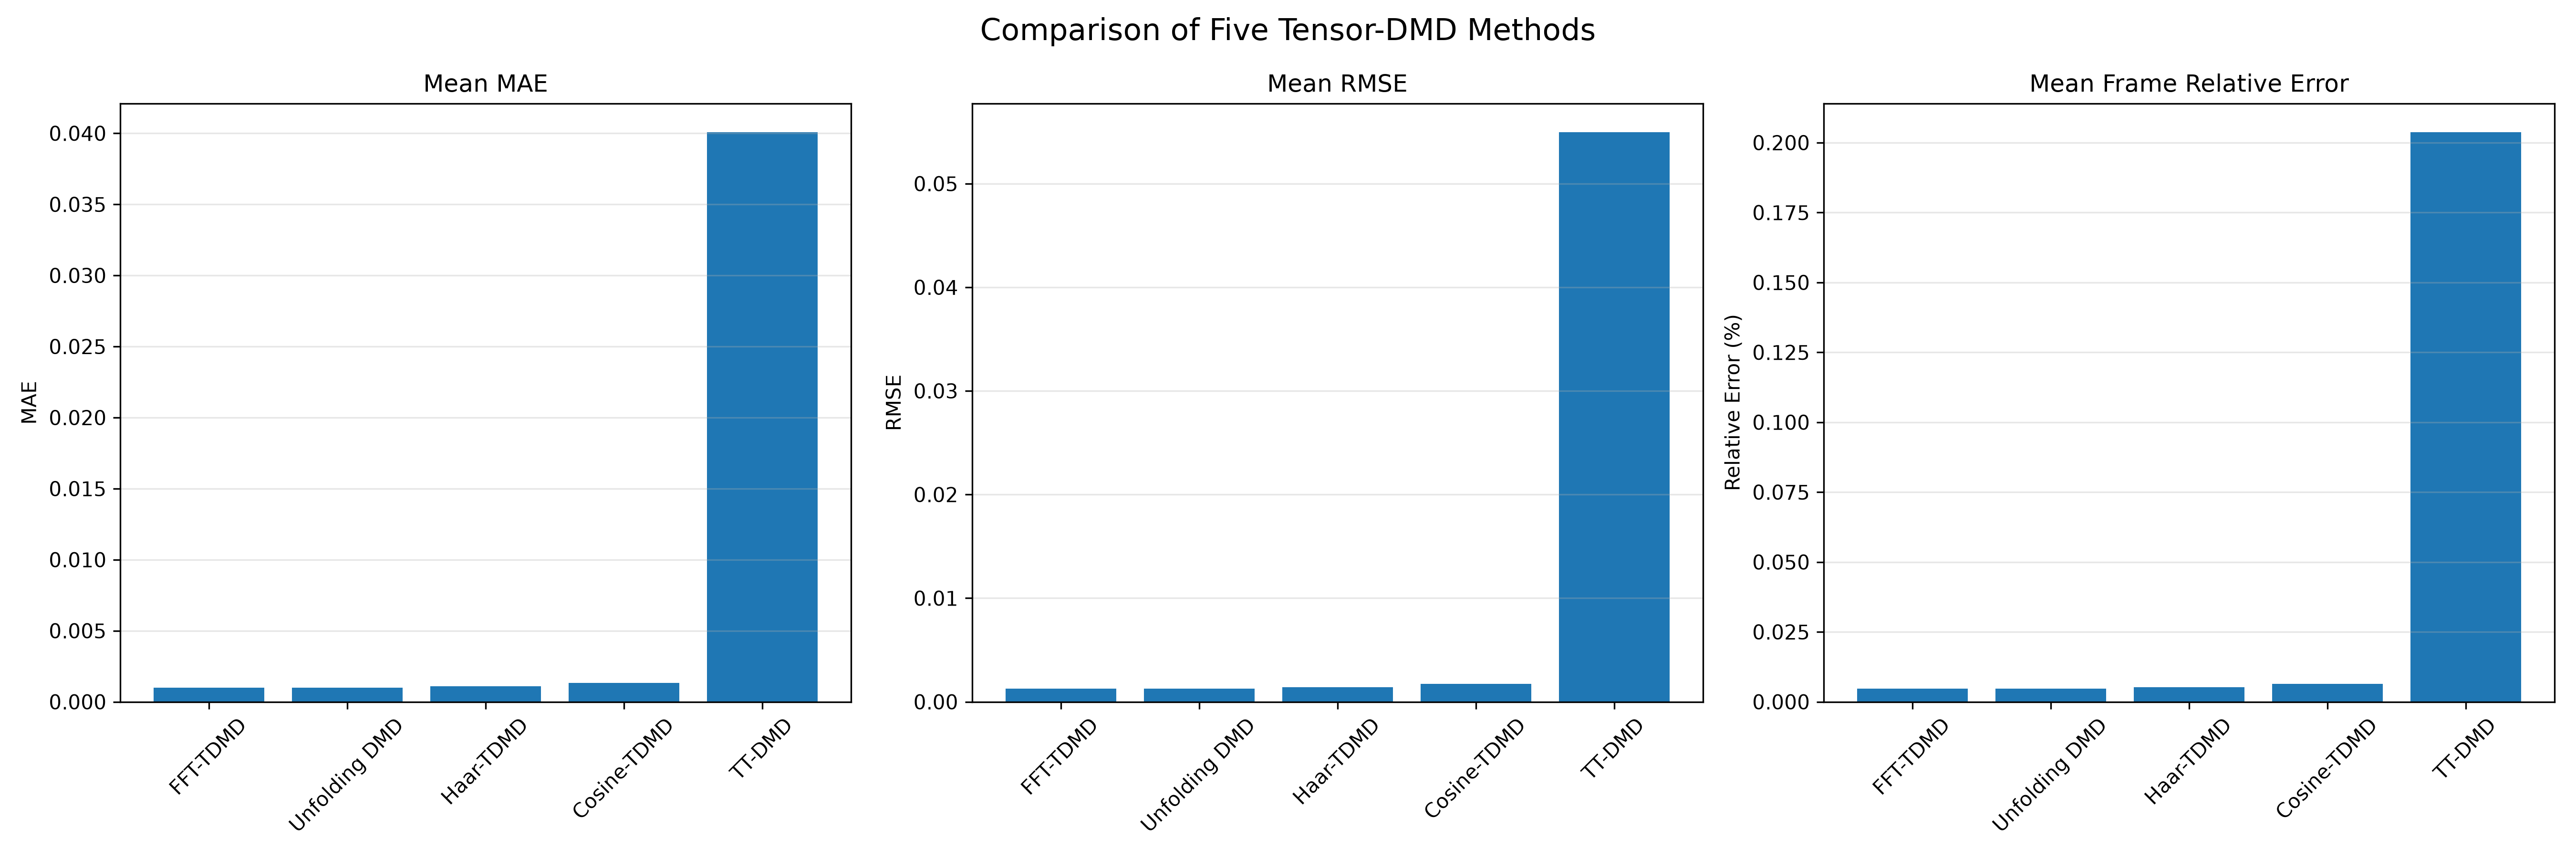 Comparison of Five Tensor-DMD Methods
Mean MAE
MAE
0.040
0.035
0.030
0.025
0.020
0.015
0.010
0.005
0.000
FFT-TDMD
Unfolding DMD
Haar-TDMD
Cosine-TDMD
TT-DMD
Mean RMSE
RMSE
0.05
0.04
0.03
0.02
0.01
0.00
FFT-TDMD
Unfolding DMD
Haar-TDMD
Cosine-TDMD
TT-DMD
Mean Frame Relative Error
Relative Error (%)
0.200
0.175
0.150
0.125
0.100
0.075
0.050
0.025
0.000
FFT-TDMD
Unfolding DMD
Haar-TDMD
Cosine-TDMD
TT-DMD